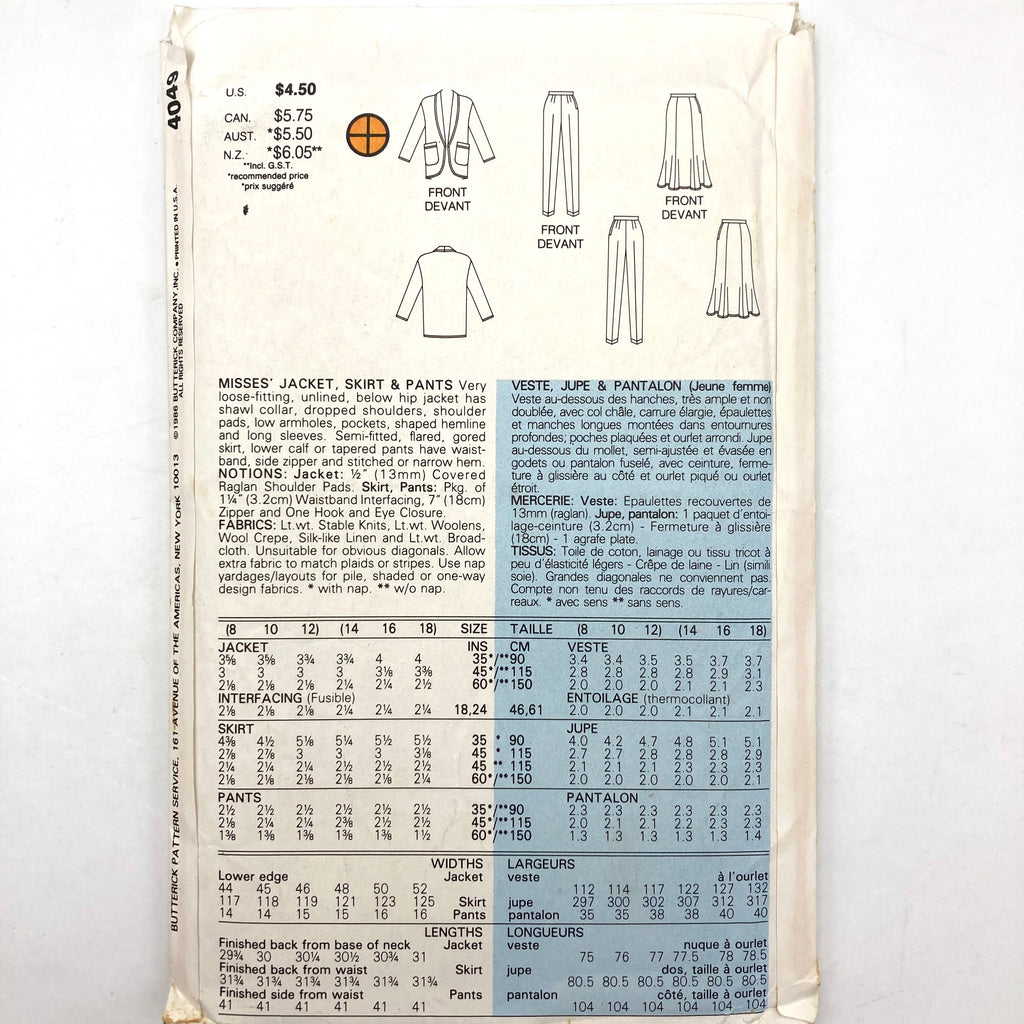 4049
U.S. $4.50
CAN. $5.75
AUST. *$5.50
N.Z. *$6.05**
**Incl. G.S.T.
*recommended price
*prix suggéré
FRONT
DEVANT
FRONT
DEVANT
FRONT
DEVANT
BUTTERICK PATTERN SERVICE, 161 AVENUE OF THE AMERICAS, NEW YORK, NEW YORK 10013 ©1986 BUTTERICK COMPANY, INC. • PRINTED IN U.S.A.
ALL RIGHTS RESERVED
MISSES' JACKET, SKIRT & PANTS Very
loose-fitting, unlined, below hip jacket has
shawl collar, dropped shoulders, shoulder
pads, low armholes, pockets, shaped hemline
and long sleeves. Semi-fitted, flared, gored
skirt, lower calf or tapered pants have waist-
band, side zipper and stitched or narrow hem.
NOTIONS: Jacket: ½" (13mm) Covered
Raglan Shoulder Pads. Skirt, Pants: Pkg. of
1¼" (3.2cm) Waistband Interfacing, 7" (18cm)
Zipper and One Hook and Eye Closure.
FABRICS: Lt.wt. Stable Knits, Lt.wt. Woolens,
Wool Crepe, Silk-like Linen and Lt.wt. Broad-
cloth. Unsuitable for obvious diagonals. Allow
extra fabric to match plaids or stripes. Use nap
yardages/layouts for pile, shaded or one-way
design fabrics. * with nap. ** w/o nap.
VESTE, JUPE & PANTALON (Jeune femme)
Veste au-dessous des hanches, très ample et non
doublée, avec col châle, carrure élargie, épaulettes
et manches longues montées dans entournures
profondes; poches plaquées et ourlet arrondi. Jupe
au-dessous du mollet, semi-ajustée et évasée en
godets ou pantalon fuselé, avec ceinture, ferme-
ture à glissière au côté et ourlet piqué ou ourlet
étroit.
MERCERIE: Veste: Epaulettes recouvertes de
13mm (raglan). Jupe, pantalon: 1 paquet d'entoi-
lage-ceinture (3.2cm) - Fermeture à glissière
(18cm) - 1 agrafe plate.
TISSUS: Toile de coton, lainage ou tissu tricot à
peu d'élasticité légers - Crêpe de laine - Lin (simili
soie). Grandes diagonales ne conviennent pas.
Compte non tenu des raccords de rayures/car-
reaux. * avec sens ** sans sens.
(8 10 12) (14 16 18) SIZE TAILLE (8 10 12) (14 16 18)
JACKET INS CM VESTE
3⅝ 3⅝ 3¾ 3¾ 4 4 35*/**90 3.4 3.4 3.5 3.5 3.7 3.7
3 3 3 3 3⅛ 3⅜ 45*/**115 2.8 2.8 2.8 2.8 2.9 3.1
2⅛ 2⅛ 2⅛ 2¼ 2¼ 2½ 60*/**150 2.0 2.0 2.0 2.1 2.1 2.3
INTERFACING (Fusible) ENTOILAGE (thermocollant)
2⅛ 2⅛ 2⅛ 2¼ 2¼ 2¼ 18,24 46,61 2.0 2.0 2.0 2.1 2.1 2.1
SKIRT JUPE
4⅜ 4½ 5⅛ 5¼ 5½ 5½ 35 * 90 4.0 4.2 4.7 4.8 5.1 5.1
2⅞ 2⅞ 3 3 3 3⅛ 45 * 115 2.7 2.7 2.8 2.8 2.8 2.9
2¼ 2¼ 2¼ 2½ 2½ 2½ 45 ** 115 2.1 2.1 2.1 2.3 2.3 2.3
2⅛ 2⅛ 2⅛ 2⅛ 2⅛ 2¼ 60*/**150 2.0 2.0 2.0 2.0 2.0 2.1
PANTS PANTALON
2½ 2½ 2½ 2½ 2½ 2½ 35*/**90 2.3 2.3 2.3 2.3 2.3 2.3
2⅛ 2¼ 2¼ 2⅜ 2½ 2½ 45*/**115 2.0 2.1 2.1 2.2 2.3 2.3
1⅜ 1⅜ 1⅜ 1⅜ 1⅜ 1½ 60*/**150 1.3 1.3 1.3 1.3 1.3 1.4
WIDTHS LARGEURS
Lower edge Jacket veste à l'ourlet
44 45 46 48 50 52 112 114 117 122 127 132
117 118 119 121 123 125 Skirt jupe 297 300 302 307 312 317
14 14 15 15 16 16 Pants pantalon 35 35 38 38 40 40
LENGTHS LONGUEURS
Finished back from base of neck Jacket veste nuque à ourlet
29¾ 30 30¼ 30½ 30¾ 31 75 76 77 77.5 78 78.5
Finished back from waist Skirt jupe dos, taille à ourlet
31¾ 31¾ 31¾ 31¾ 31¾ 31¾ 80.5 80.5 80.5 80.5 80.5 80.5
Finished side from waist Pants pantalon côté, taille à ourlet
41 41 41 41 41 41 104 104 104 104 104 104